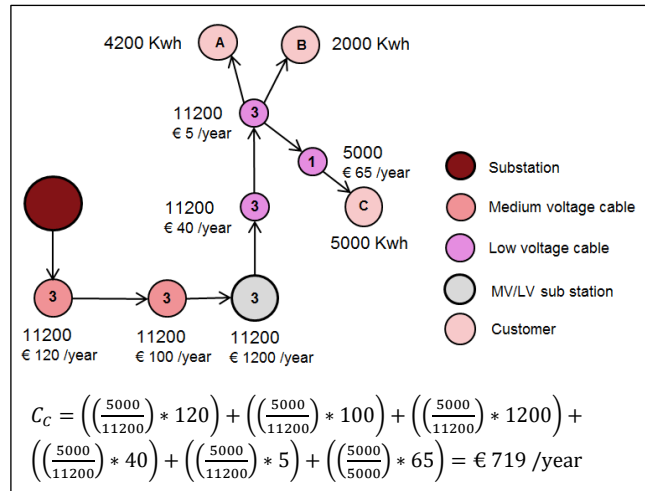 4200 Kwh
A
B
2000 Kwh
11200
€ 5 /year
3
1
5000
€ 65 /year
C
5000 Kwh
11200
€ 40 /year
3
3
11200
€ 120 /year
3
11200
€ 100 /year
3
11200
€ 1200 /year
Substation
Medium voltage cable
Low voltage cable
MV/LV sub station
Customer
C_C = ((5000/11200) * 120) + ((5000/11200) * 100) + ((5000/11200) * 1200) +
((5000/11200) * 40) + ((5000/11200) * 5) + ((5000/5000) * 65) = € 719 /year